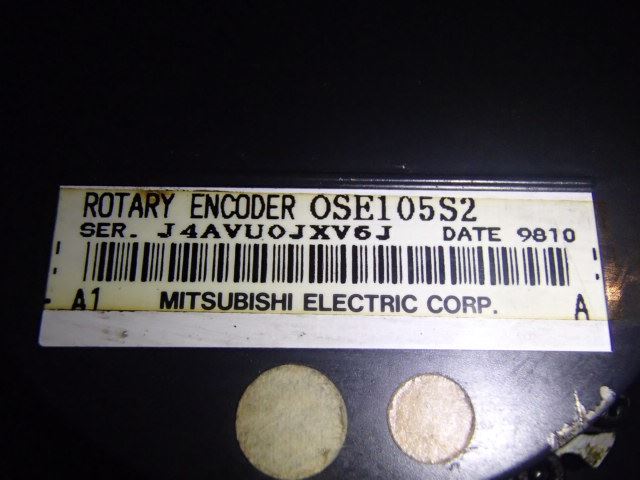 ROTARY ENCODER OSE105S2
SER. J4AVU0JXV6J DATE 9810
A1 MITSUBISHI ELECTRIC CORP. A